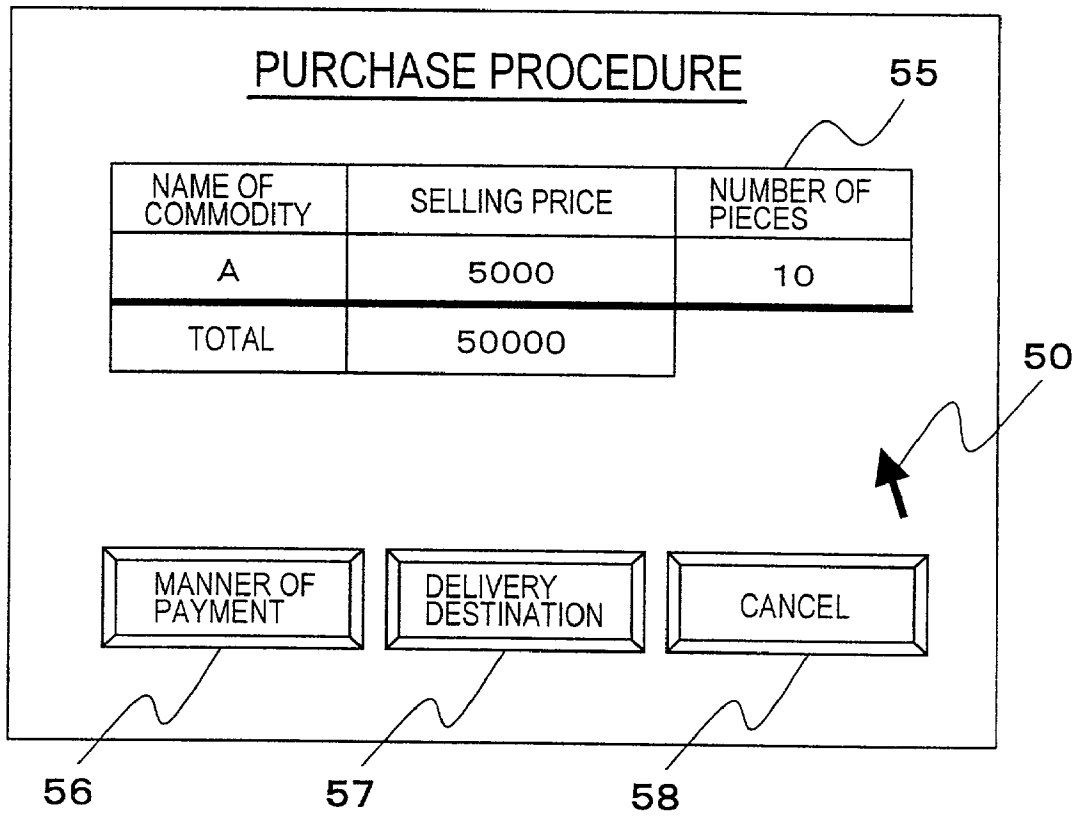 PURCHASE PROCEDURE
55
NAME OF
COMMODITY
SELLING PRICE
NUMBER OF
PIECES
A
5000
10
TOTAL
50000
50
MANNER OF
PAYMENT
DELIVERY
DESTINATION
CANCEL
56
57
58